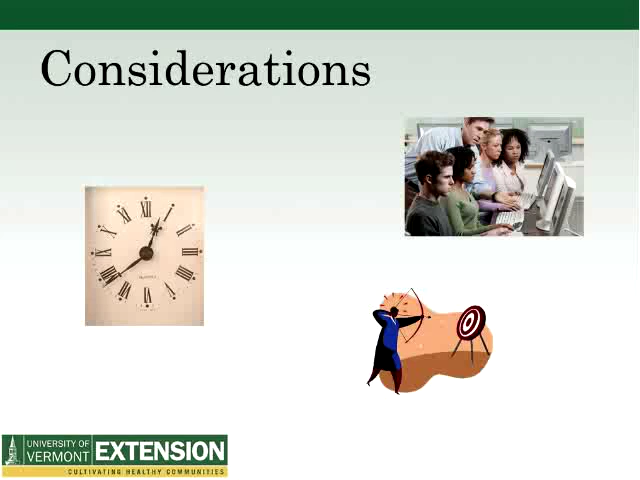 Considerations
UNIVERSITY OF
VERMONT
EXTENSION
CULTIVATING HEALTHY COMMUNITIES